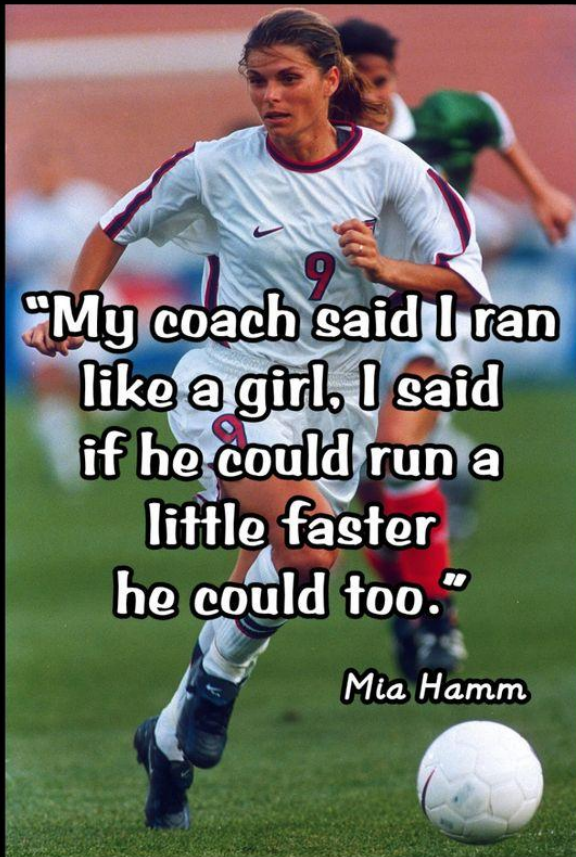 9
“My coach said I ran
like a girl, I said
9
if he could run a
little faster
he could too.”
Mia Hamm